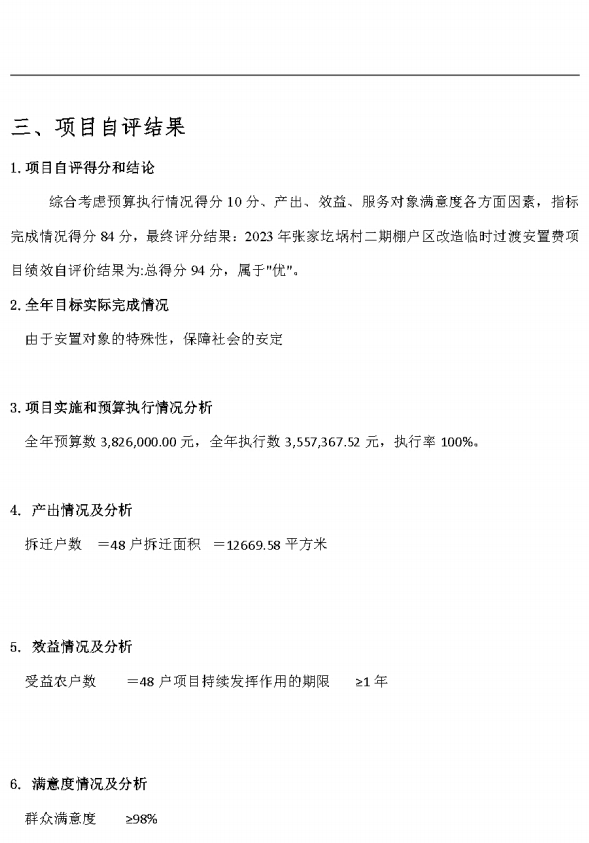 三、项目自评结果
1. 项目自评得分和结论
综合考虑预算执行情况得分 10 分、产出、效益、服务对象满意度各方面因素，指标
完成情况得分 84 分，最终评分结果：2023 年张家圪埚村二期棚户区改造临时过渡安置费项
目绩效自评价结果为:总得分 94 分，属于"优"。
2. 全年目标实际完成情况
由于安置对象的特殊性，保障社会的安定
3. 项目实施和预算执行情况分析
全年预算数 3,826,000.00 元，全年执行数 3,557,367.52 元，执行率 100%。
4. 产出情况及分析
拆迁户数 ＝48 户拆迁面积 ＝12669.58 平方米
5. 效益情况及分析
受益农户数 ＝48 户项目持续发挥作用的期限 ≥1 年
6. 满意度情况及分析
群众满意度 ≥98%